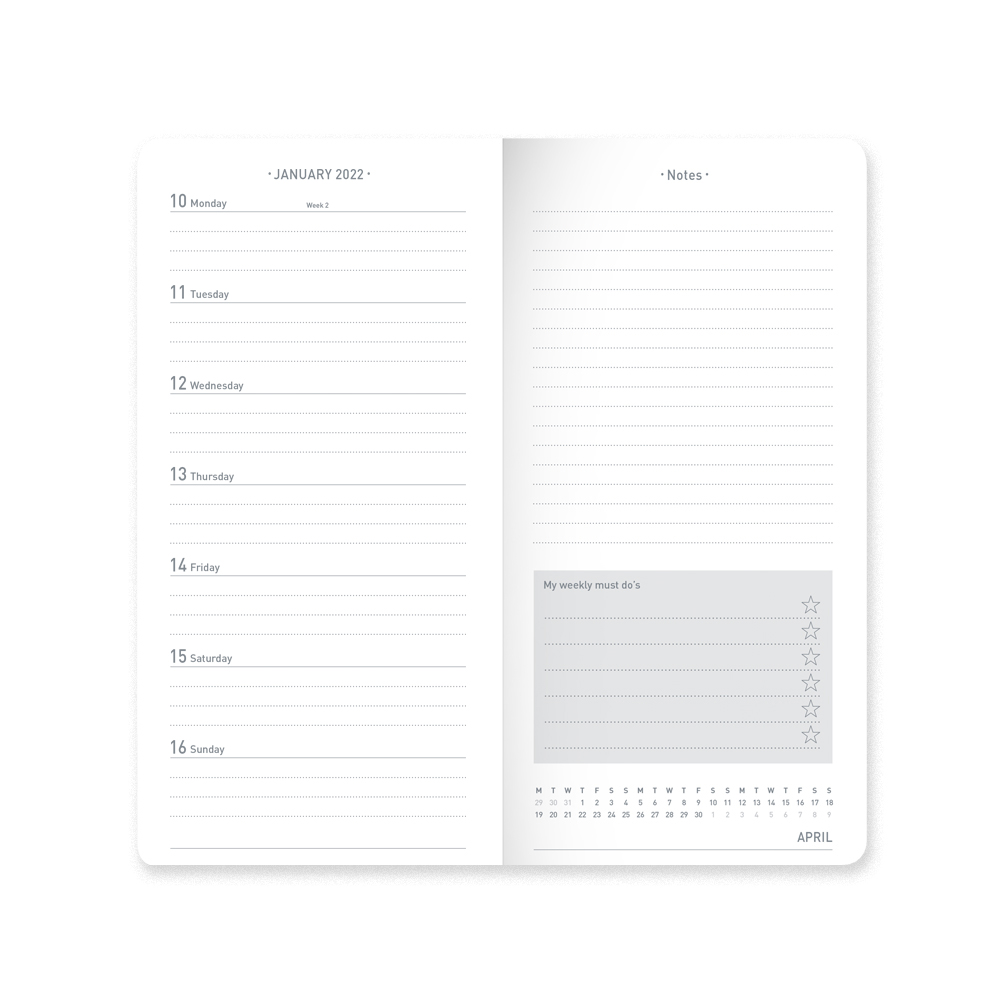 ·JANUARY 2022·
10 Monday Week 2
11 Tuesday
12 Wednesday
13 Thursday
14 Friday
15 Saturday
16 Sunday
·Notes·
My weekly must do's
M T W T F S S M T W T F S S M T W T F S S
29 30 31 1 2 3 4 5 6 7 8 9 10 11 12 13 14 15 16 17 18
19 20 21 22 23 24 25 26 27 28 29 30 1 2 3 4 5 6 7 8 9
APRIL